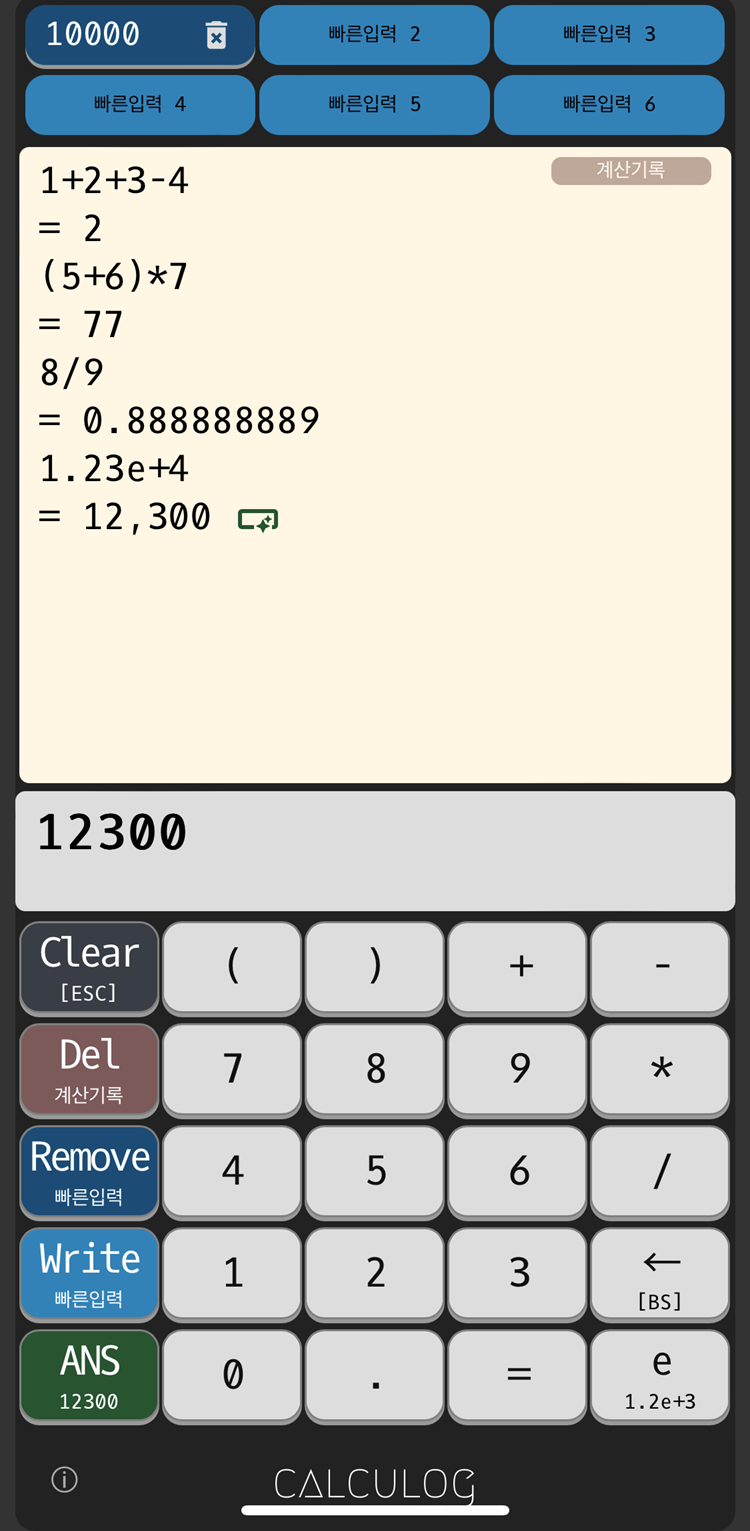 10000 빠른입력 2 빠른입력 3
빠른입력 4 빠른입력 5 빠른입력 6
계산기록
1+2+3-4
= 2
(5+6)*7
= 77
8/9
= 0.888888889
1.23e+4
= 12,300
12300
Clear [ESC] ( ) + -
Del 계산기록 7 8 9 *
Remove 빠른입력 4 5 6 /
Write 빠른입력 1 2 3 ← [BS]
ANS 12300 0 . = e 1.2e+3
CALCULOG